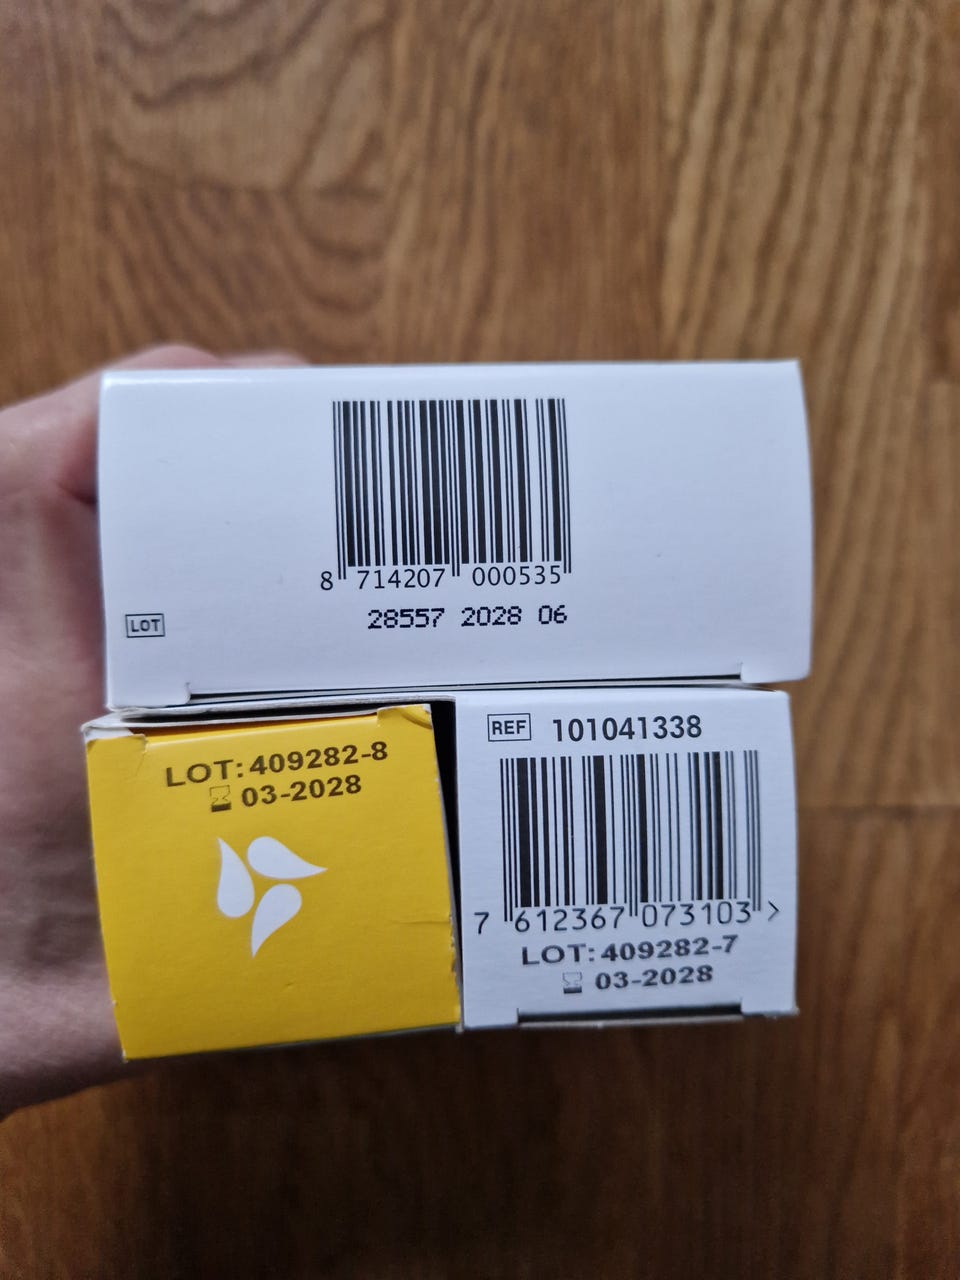 8 714207 000535
28557 2028 06
LOT
LOT: 409282-8
03-2028
REF 101041338
7 612367 073103 >
LOT: 409282-7
03-2028